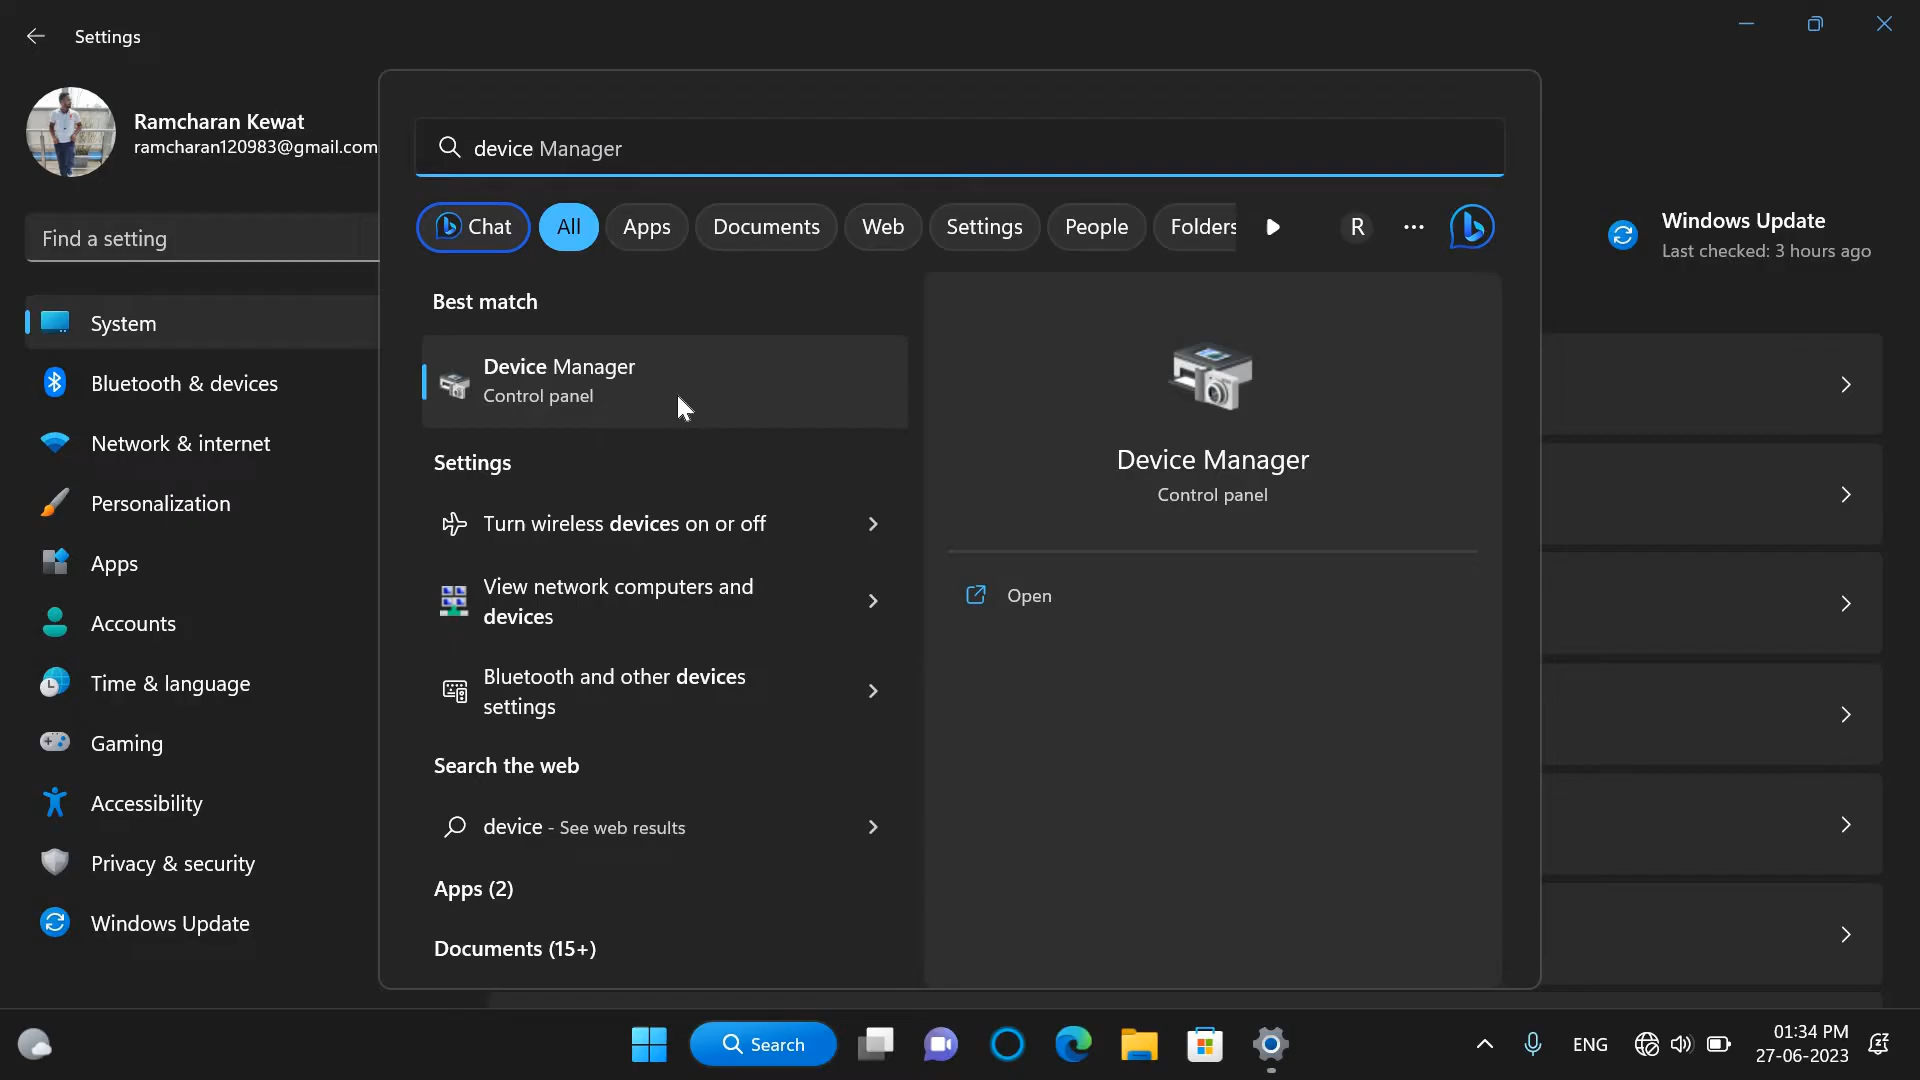 Settings
Ramcharan Kewat
ramcharan120983@gmail.com
Find a setting
System
Bluetooth & devices
Network & internet
Personalization
Apps
Accounts
Time & language
Gaming
Accessibility
Privacy & security
Windows Update
device Manager
Chat All Apps Documents Web Settings People Folders R
Best match
Device Manager
Control panel
Settings
Turn wireless devices on or off
View network computers and
devices
Bluetooth and other devices
settings
Search the web
device - See web results
Apps (2)
Documents (15+)
Device Manager
Control panel
Open
Windows Update
Last checked: 3 hours ago
Search
ENG
01:34 PM
27-06-2023